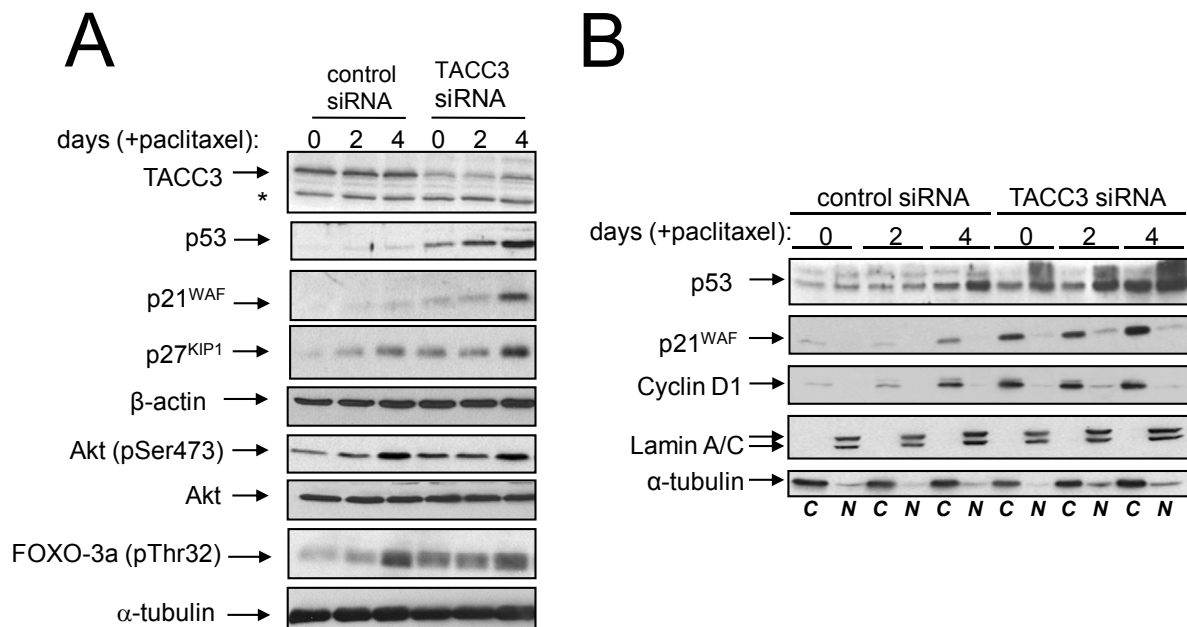 A
control
siRNA
TACC3
siRNA
days (+paclitaxel): 0 2 4 0 2 4
TACC3
*
p53
p21WAF
p27KIP1
β-actin
Akt (pSer473)
Akt
FOXO-3a (pThr32)
α-tubulin
B
control siRNA TACC3 siRNA
days (+paclitaxel): 0 2 4 0 2 4
p53
p21WAF
Cyclin D1
Lamin A/C
α-tubulin
C N C N C N C N C N C N